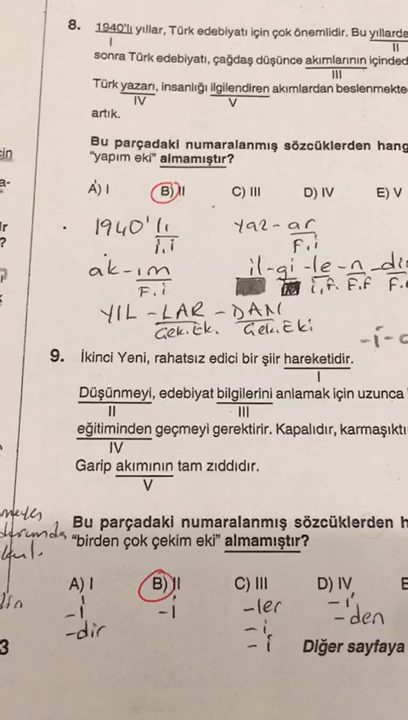 8. 1940'lı yıllar, Türk edebiyatı için çok önemlidir. Bu yıllarda
I II
sonra Türk edebiyatı, çağdaş düşünce akımlarının içinded
III
Türk yazarı, insanlığı ilgilendiren akımlardan beslenmekte
IV V
artık.
Bu parçadaki numaralanmış sözcüklerden hang
"yapım eki" almamıştır?
A) I B) II C) III D) IV E) V
1940'lı yaz-ar
i.i F.i
ak-ım il-gi-le-n-dir
F.i i.f. F.F F.
YIL-LAR-DAN
Çek.Ek. Çek.Eki
-i-
9. İkinci Yeni, rahatsız edici bir şiir hareketidir.
I
Düşünmeyi, edebiyat bilgilerini anlamak için uzunca
II III
eğitiminden geçmeyi gerektirir. Kapalıdır, karmaşıktı
IV
Garip akımının tam zıddıdır.
V
Bu parçadaki numaralanmış sözcüklerden h
"birden çok çekim eki" almamıştır?
A) I B) II C) III D) IV E
-i -i -ler -i
-dir -i -den
-i
3 Diğer sayfaya